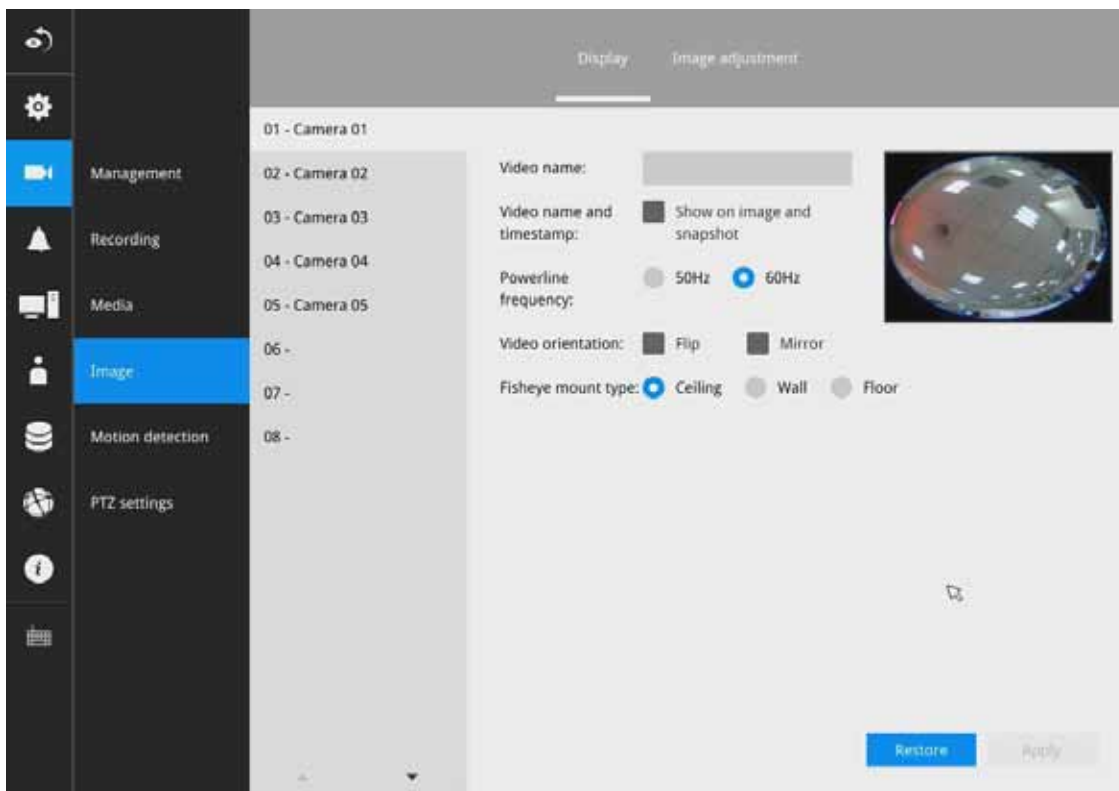 Display
Image adjustment
Management
Recording
Media
Image
Motion detection
PTZ settings
01 - Camera 01
02 - Camera 02
03 - Camera 03
04 - Camera 04
05 - Camera 05
06 -
07 -
08 -
Video name:
Video name and
timestamp:
Show on image and
snapshot
Powerline
frequency:
50Hz
60Hz
Video orientation:
Flip
Mirror
Fisheye mount type:
Ceiling
Wall
Floor
Restore
Apply